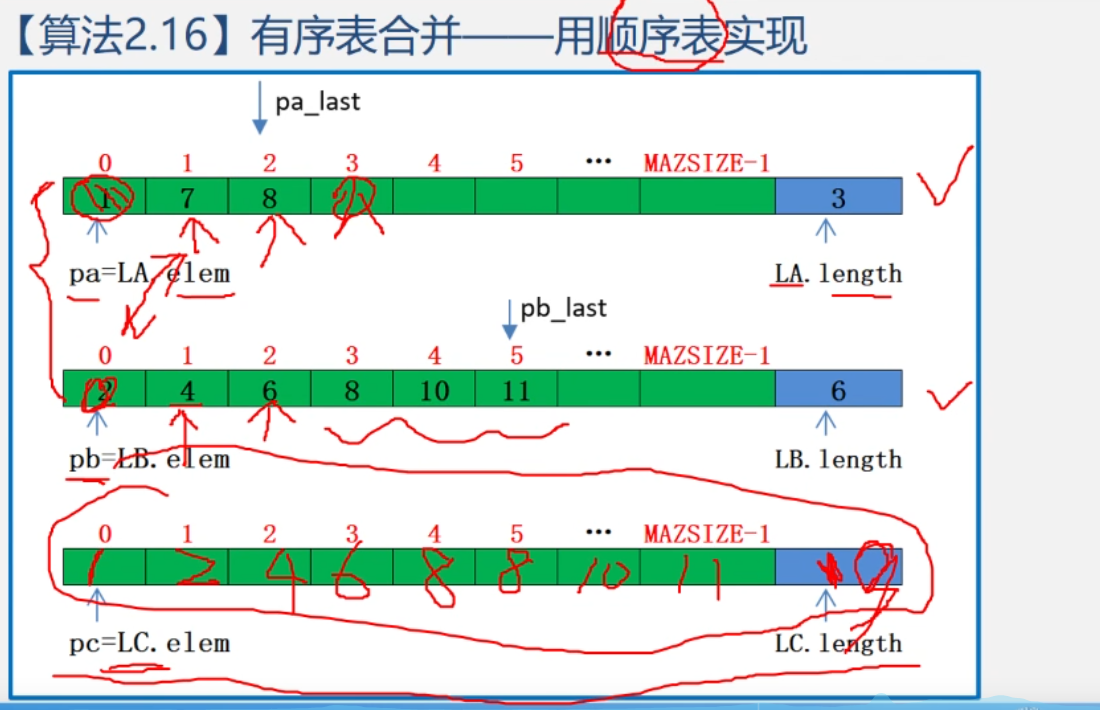 【算法2.16】有序表合并——用顺序表实现
pa_last
0 1 2 3 4 5 … MAZSIZE-1
1 7 8 3
pa=LA.elem LA.length
pb_last
0 1 2 3 4 5 … MAZSIZE-1
2 4 6 8 10 11 6
pb=LB.elem LB.length
0 1 2 3 4 5 … MAZSIZE-1
1 2 4 6 8 8 10 11 9
pc=LC.elem LC.length